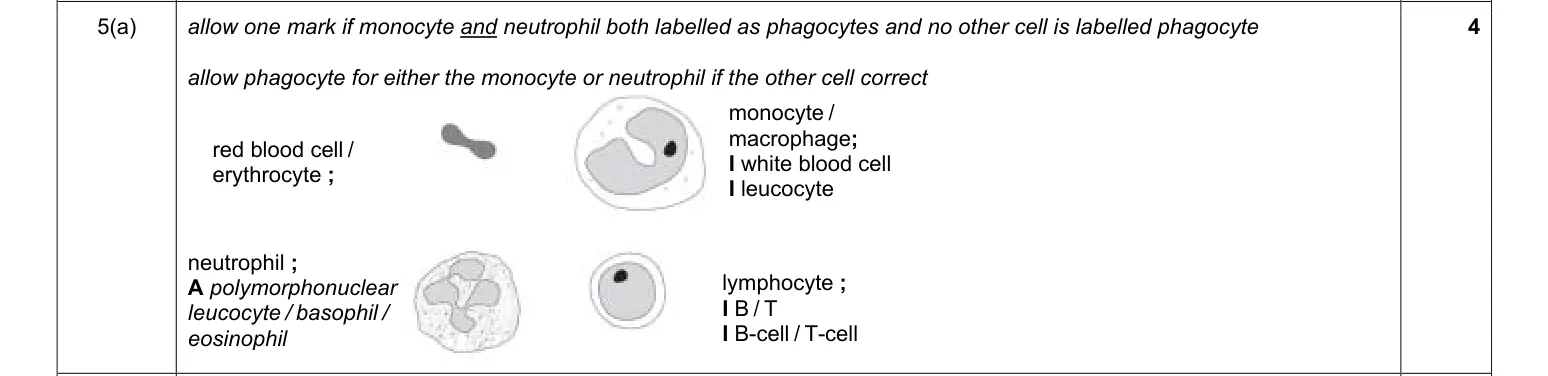 5(a)
allow one mark if monocyte and neutrophil both labelled as phagocytes and no other cell is labelled phagocyte
4
allow phagocyte for either the monocyte or neutrophil if the other cell correct
red blood cell /
erythrocyte ;
monocyte /
macrophage;
I white blood cell
I leucocyte
neutrophil ;
A polymorphonuclear
leucocyte / basophil /
eosinophil
lymphocyte ;
I B / T
I B-cell / T-cell